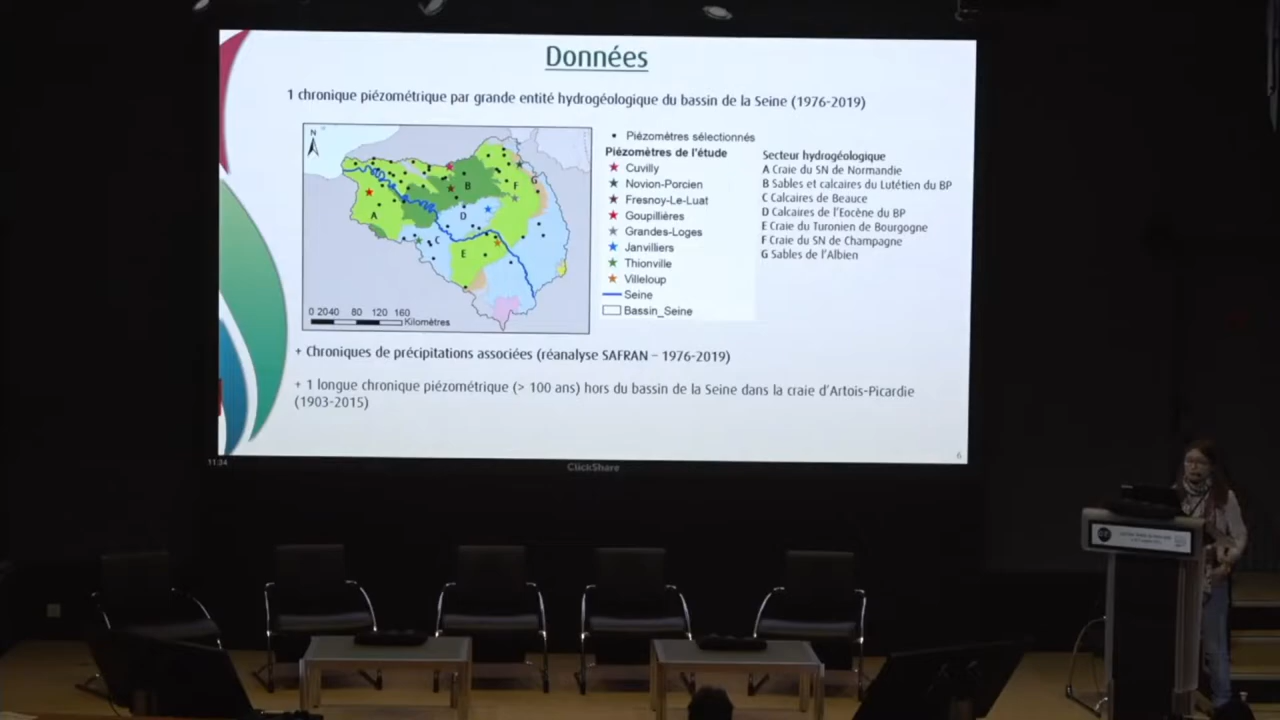 Données
1 chronique piézométrique par grande entité hydrogéologique du bassin de la Seine (1976-2019)
N
A
B
C
D
E
F
G
0 2040 80 120 160
Kilomètres
Piézomètres sélectionnés
Piézomètres de l'étude
Cuvilly
Novion-Porcien
Fresnoy-Le-Luat
Goupillières
Grandes-Loges
Janvilliers
Thionville
Villeloup
Seine
Bassin_Seine
Secteur hydrogéologique
A Craie du SN de Normandie
B Sables et calcaires du Lutétien du BP
C Calcaires de Beauce
D Calcaires de l'Eocène du BP
E Craie du Turonien de Bourgogne
F Craie du SN de Champagne
G Sables de l'Albien
+ Chroniques de précipitations associées (réanalyse SAFRAN – 1976-2019)
+ 1 longue chronique piézométrique (> 100 ans) hors du bassin de la Seine dans la craie d'Artois-Picardie
(1903-2015)
6
11:34
ClickShare